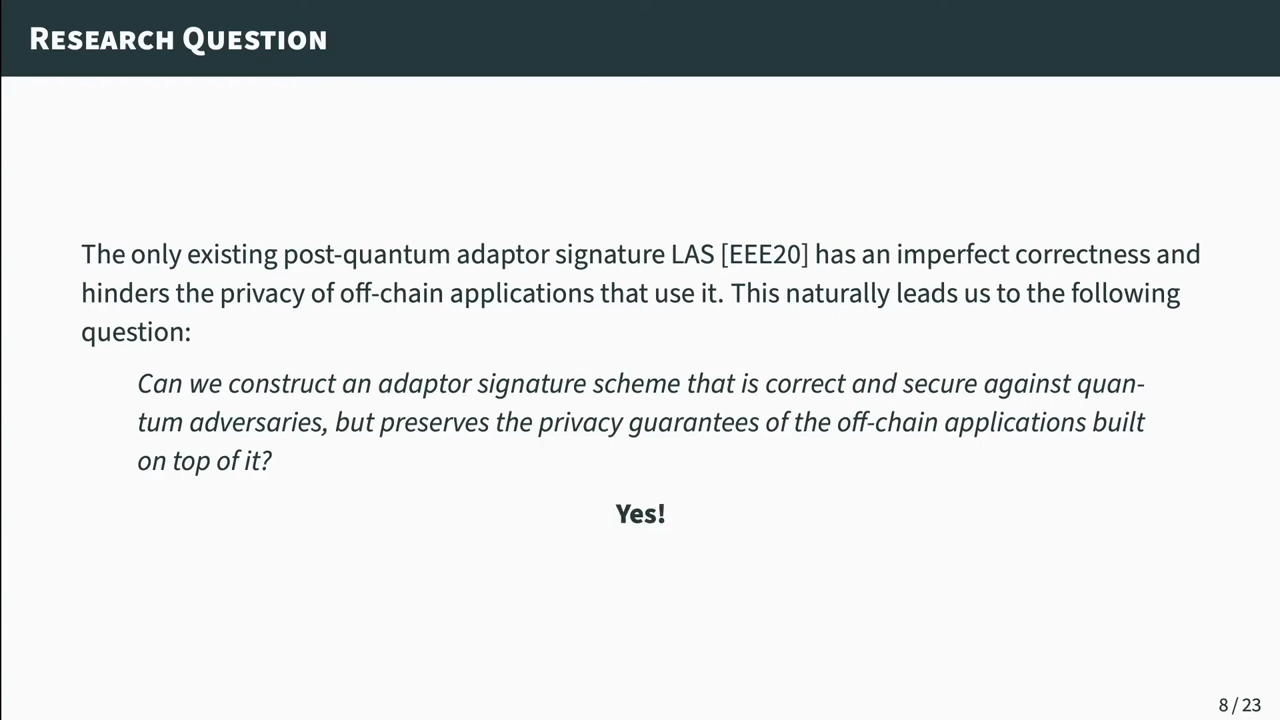 Research Question
The only existing post-quantum adaptor signature LAS [EEE20] has an imperfect correctness and
hinders the privacy of off-chain applications that use it. This naturally leads us to the following
question:
Can we construct an adaptor signature scheme that is correct and secure against quan-
tum adversaries, but preserves the privacy guarantees of the off-chain applications built
on top of it?
Yes!
8 / 23